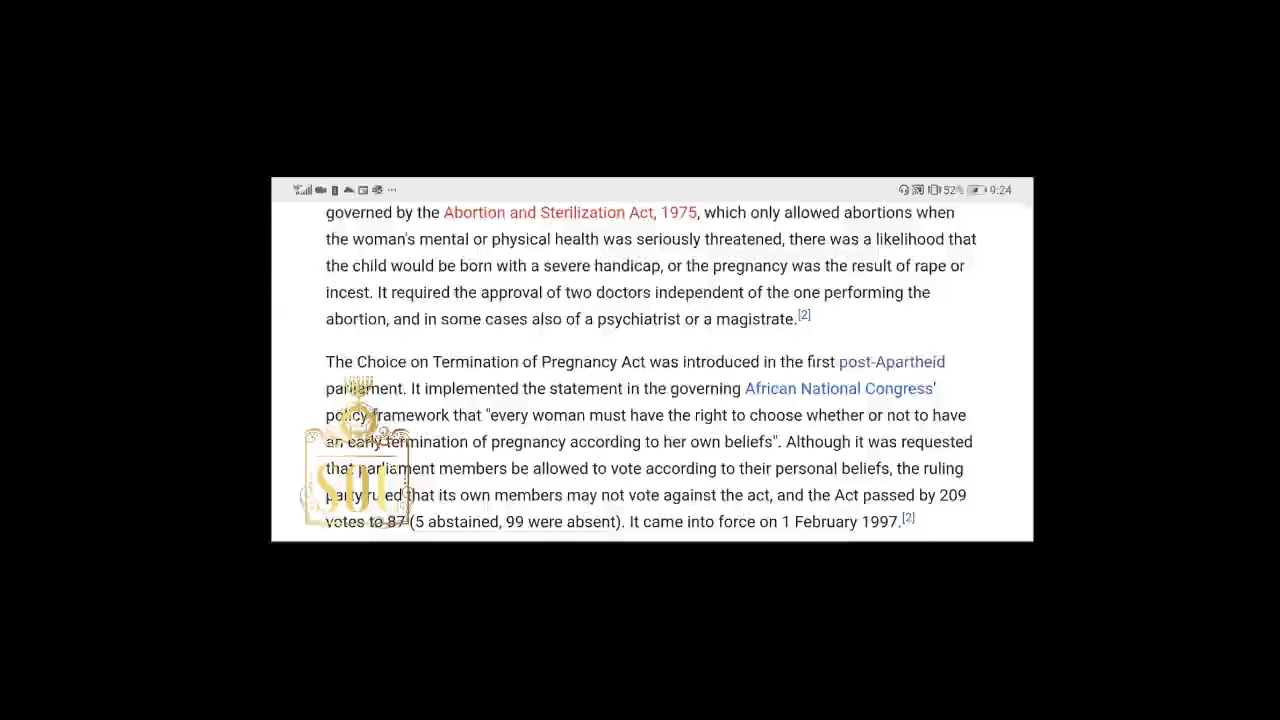 52% 9:24
governed by the Abortion and Sterilization Act, 1975, which only allowed abortions when
the woman's mental or physical health was seriously threatened, there was a likelihood that
the child would be born with a severe handicap, or the pregnancy was the result of rape or
incest. It required the approval of two doctors independent of the one performing the
abortion, and in some cases also of a psychiatrist or a magistrate.[2]
The Choice on Termination of Pregnancy Act was introduced in the first post-Apartheid
parliament. It implemented the statement in the governing African National Congress'
policy framework that "every woman must have the right to choose whether or not to have
an early termination of pregnancy according to her own beliefs". Although it was requested
that parliament members be allowed to vote according to their personal beliefs, the ruling
party ruled that its own members may not vote against the act, and the Act passed by 209
votes to 87 (5 abstained, 99 were absent). It came into force on 1 February 1997.[2]